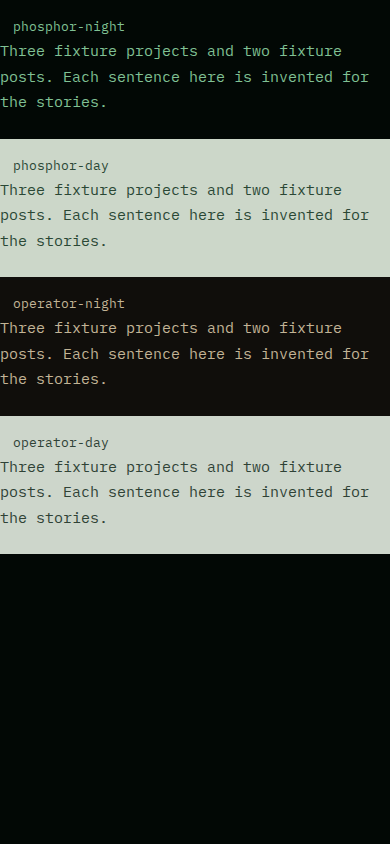 phosphor-night
Three fixture projects and two fixture
posts. Each sentence here is invented for
the stories.
phosphor-day
Three fixture projects and two fixture
posts. Each sentence here is invented for
the stories.
operator-night
Three fixture projects and two fixture
posts. Each sentence here is invented for
the stories.
operator-day
Three fixture projects and two fixture
posts. Each sentence here is invented for
the stories.